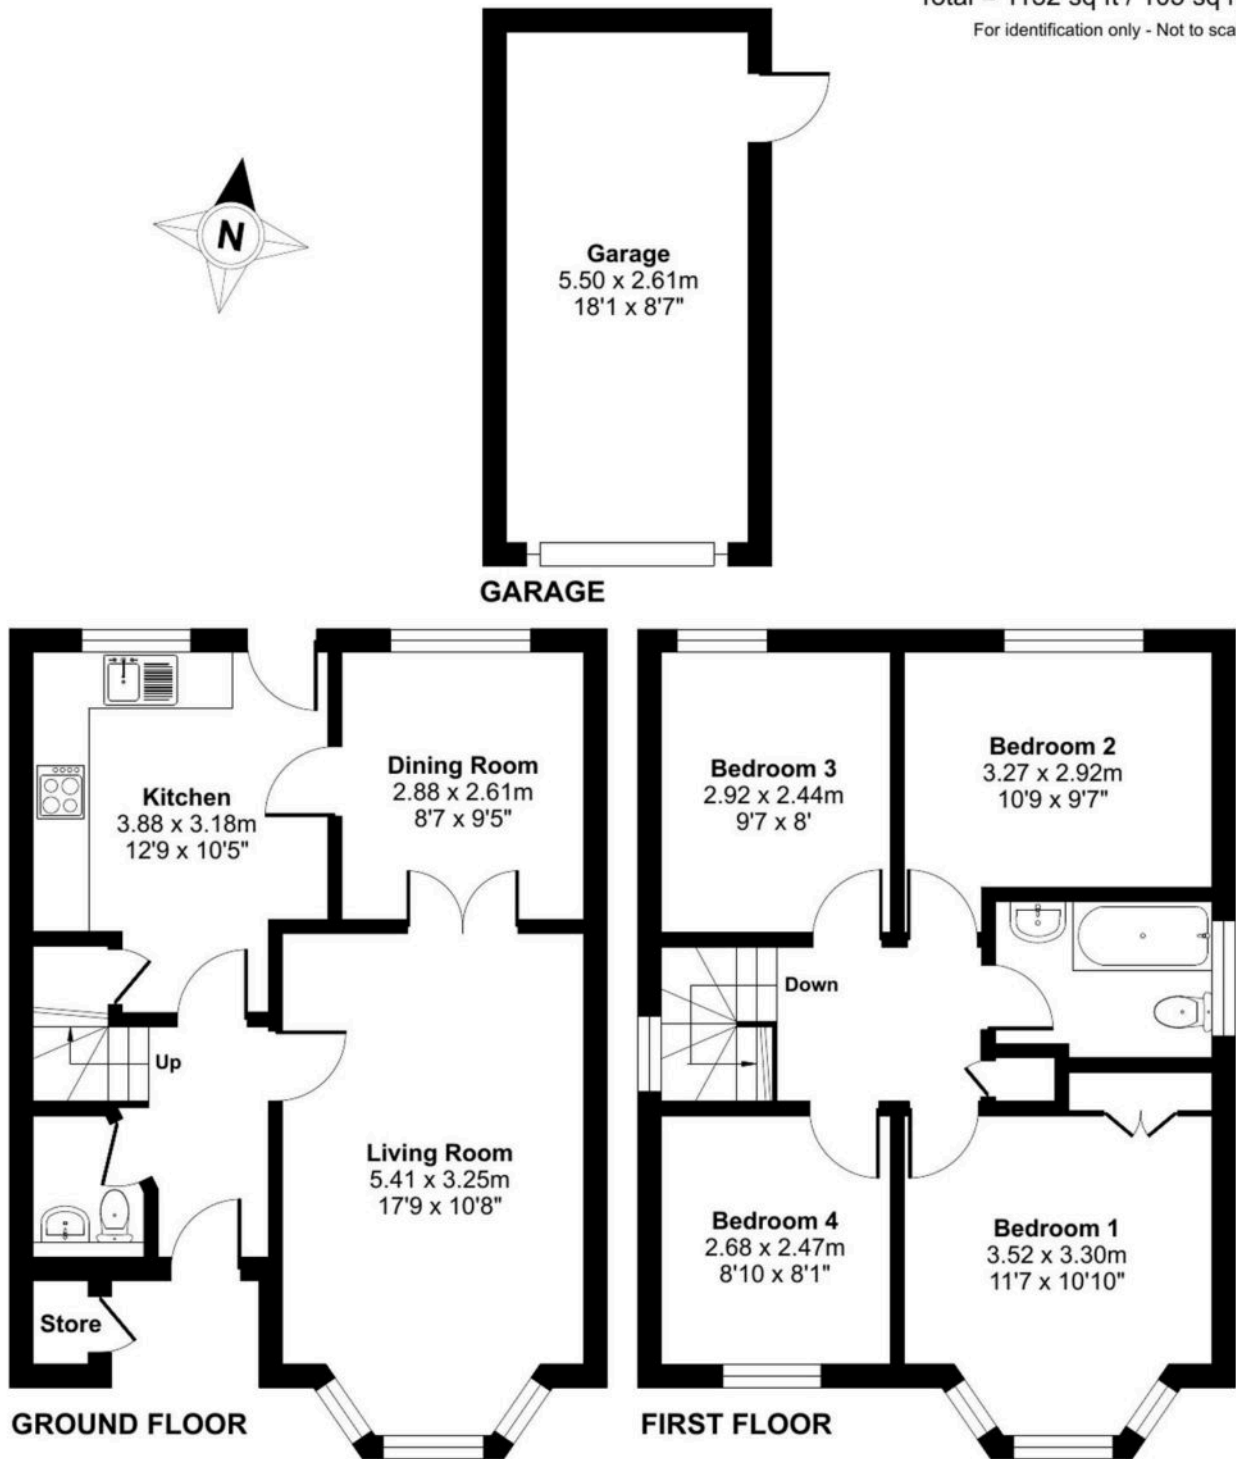 For identification only - Not to sca
N
Garage
5.50 x 2.61m
18'1 x 8'7"
GARAGE
Kitchen
3.88 x 3.18m
12'9 x 10'5"
Dining Room
2.88 x 2.61m
8'7 x 9'5"
Up
Living Room
5.41 x 3.25m
17'9 x 10'8"
Store
GROUND FLOOR
Bedroom 3
2.92 x 2.44m
9'7 x 8'
Bedroom 2
3.27 x 2.92m
10'9 x 9'7"
Down
Bedroom 4
2.68 x 2.47m
8'10 x 8'1"
Bedroom 1
3.52 x 3.30m
11'7 x 10'10"
FIRST FLOOR